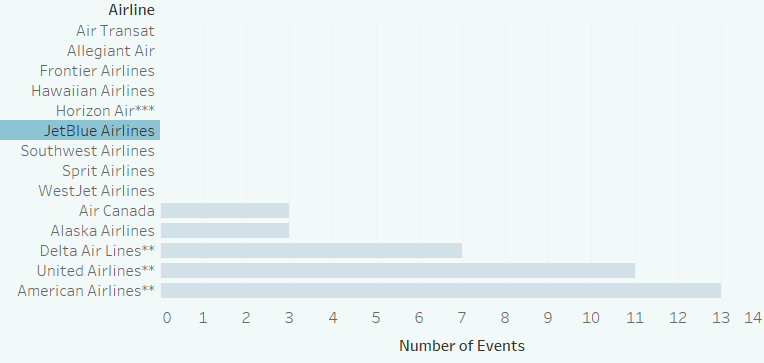 Airline
Air Transat
Allegiant Air
Frontier Airlines
Hawaiian Airlines
Horizon Air***
JetBlue Airlines
Southwest Airlines
Sprit Airlines
WestJet Airlines
Air Canada
Alaska Airlines
Delta Air Lines**
United Airlines**
American Airlines**
0 1 2 3 4 5 6 7 8 9 10 11 12 13 14
Number of Events